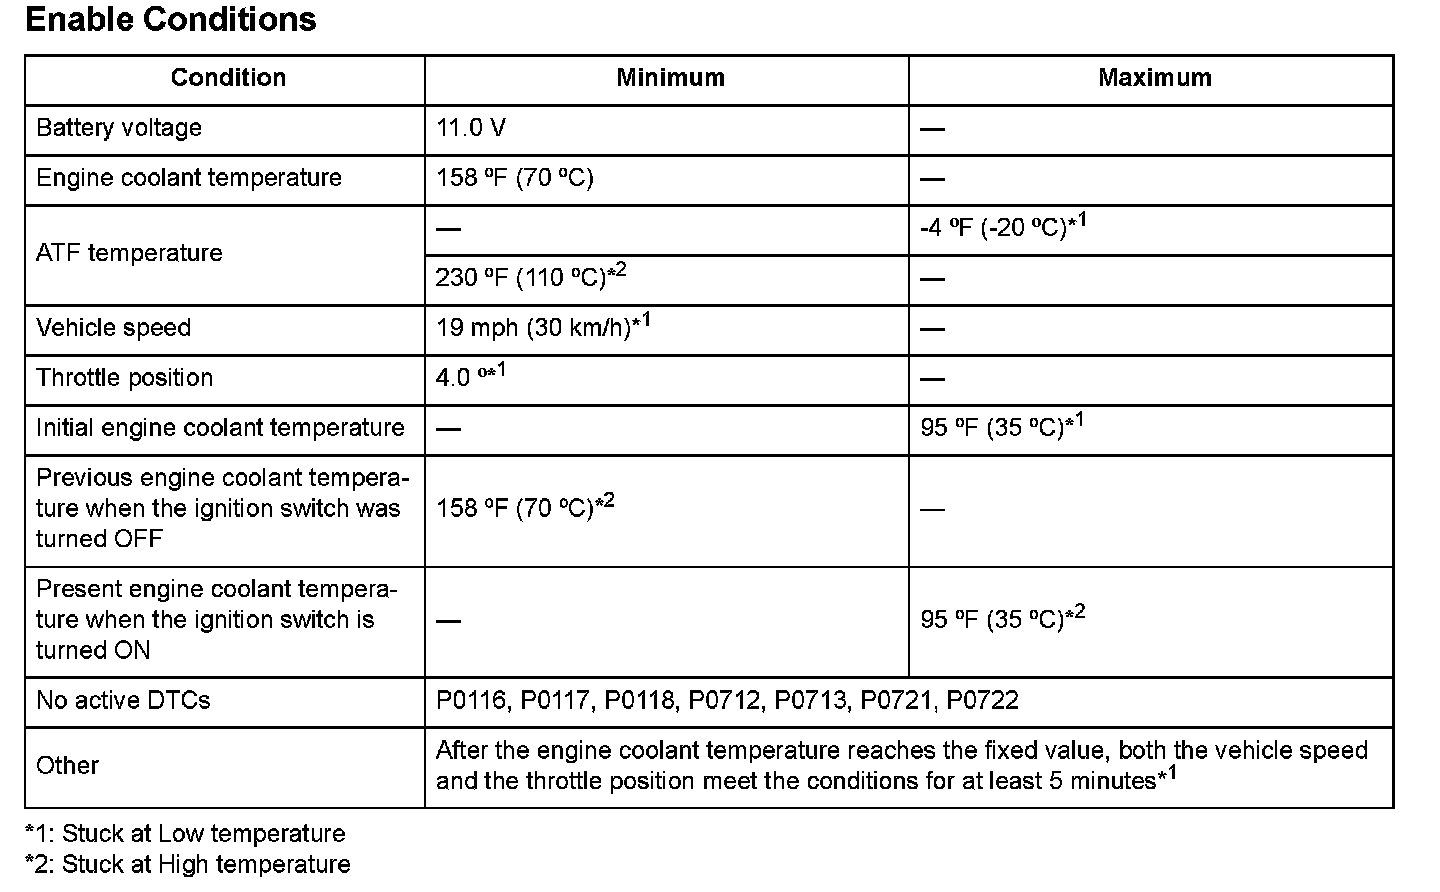 Enable Conditions
Condition Minimum Maximum
Battery voltage 11.0 V —
Engine coolant temperature 158 ºF (70 ºC) —
ATF temperature — -4 ºF (-20 ºC)*1
230 ºF (110 ºC)*2 —
Vehicle speed 19 mph (30 km/h)*1 —
Throttle position 4.0 º*1 —
Initial engine coolant temperature — 95 ºF (35 ºC)*1
Previous engine coolant tempera-
ture when the ignition switch was
turned OFF
158 ºF (70 ºC)*2 —
Present engine coolant tempera-
ture when the ignition switch is
turned ON
— 95 ºF (35 ºC)*2
No active DTCs P0116, P0117, P0118, P0712, P0713, P0721, P0722
Other
After the engine coolant temperature reaches the fixed value, both the vehicle speed
and the throttle position meet the conditions for at least 5 minutes*1
*1: Stuck at Low temperature
*2: Stuck at High temperature